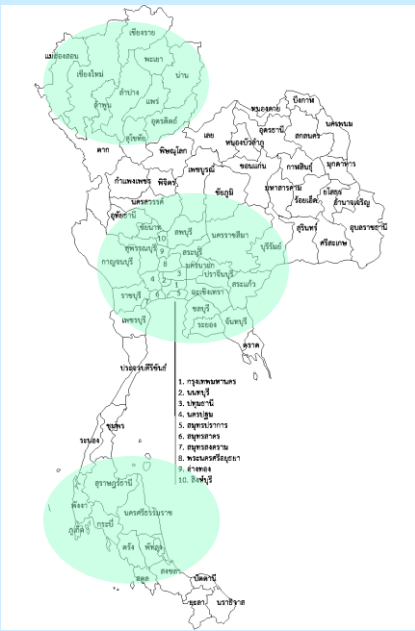 เชียงราย
แม่ฮ่องสอน
พะเยา
เชียงใหม่
น่าน
ลำปาง
ลำพูน
แพร่
อุตรดิตถ์
สุโขทัย
ตาก
พิษณุโลก
เลย
หนองคาย
บึงกาฬ
อุดรธานี
หนองบัวลำภู
สกลนคร
นครพนม
กำแพงเพชร
พิจิตร
เพชรบูรณ์
ขอนแก่น
กาฬสินธุ์
มุกดาหาร
ชัยภูมิ
มหาสารคาม
ร้อยเอ็ด
ยโสธร
อำนาจเจริญ
นครสวรรค์
อุทัยธานี
ชัยนาท
ลพบุรี
นครราชสีมา
บุรีรัมย์
สุรินทร์
ศรีสะเกษ
อุบลราชธานี
10
สุพรรณบุรี
9
สระบุรี
กาญจนบุรี
8
นครนายก
3
ปราจีนบุรี
4
2
1
สระแก้ว
ราชบุรี
6
5
ฉะเชิงเทรา
ชลบุรี
เพชรบุรี
ระยอง
จันทบุรี
ตราด
ประจวบคีรีขันธ์
1. กรุงเทพมหานคร
2. นนทบุรี
3. ปทุมธานี
4. นครปฐม
5. สมุทรปราการ
6. สมุทรสาคร
7. สมุทรสงคราม
8. พระนครศรีอยุธยา
9. อ่างทอง
10. สิงห์บุรี
ชุมพร
ระนอง
สุราษฎร์ธานี
พังงา
นครศรีธรรมราช
ภูเก็ต
กระบี่
ตรัง
พัทลุง
สงขลา
สตูล
ปัตตานี
ยะลา
นราธิวาส